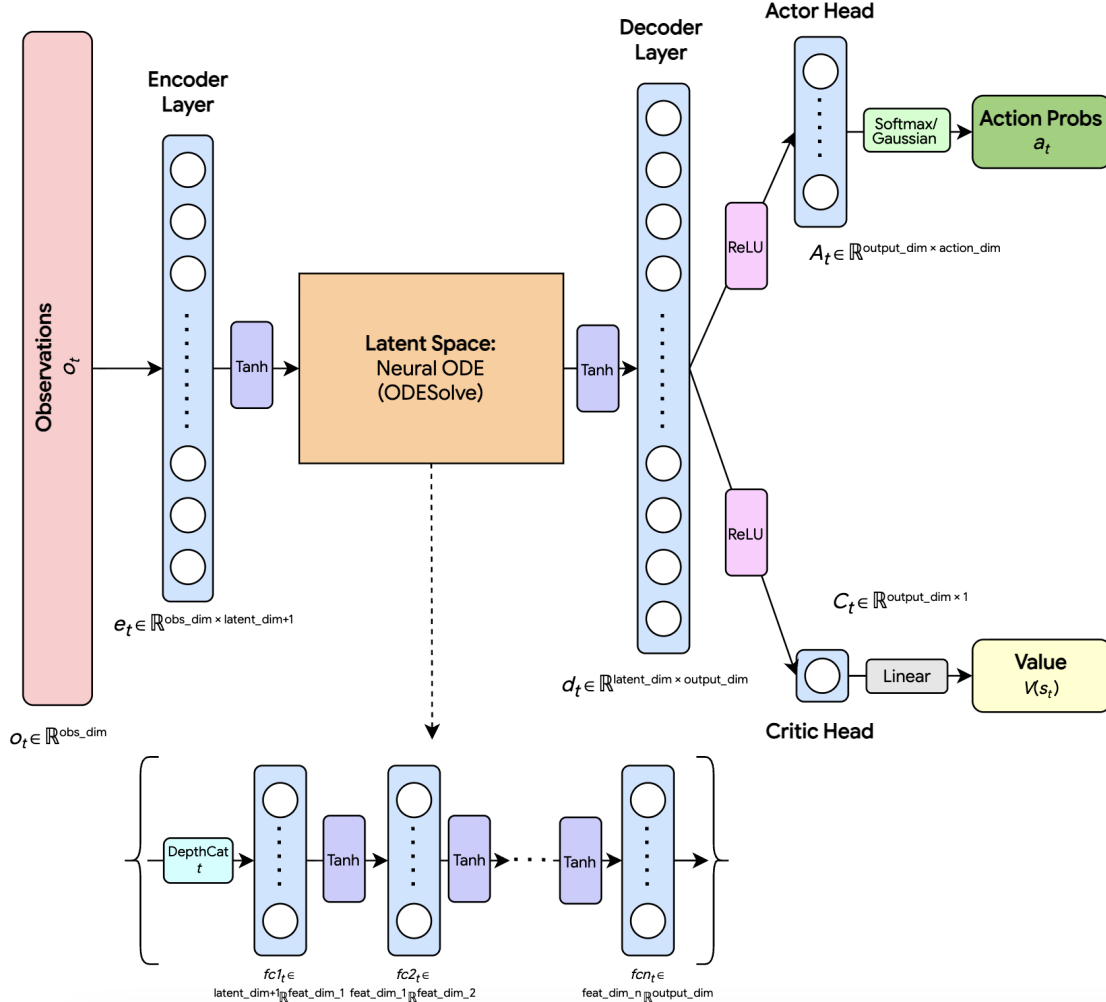 Actor Head
Decoder
Layer
Encoder
Layer
Observations
o_t
Tanh
Latent Space:
Neural ODE
(ODESolve)
Tanh
ReLU
Softmax/
Gaussian
Action Probs
a_t
A_t ∈ ℝ^output_dim × action_dim
ReLU
C_t ∈ ℝ^output_dim × 1
Linear
Value
V(s_t)
Critic Head
e_t ∈ ℝ^obs_dim × latent_dim+1
d_t ∈ ℝ^latent_dim × output_dim
o_t ∈ ℝ^obs_dim
DepthCat
t
Tanh
Tanh
Tanh
fc1_t ∈
latent_dim+1 ℝ feat_dim_1
fc2_t ∈
feat_dim_1 ℝ feat_dim_2
fcn_t ∈
feat_dim_n ℝ output_dim